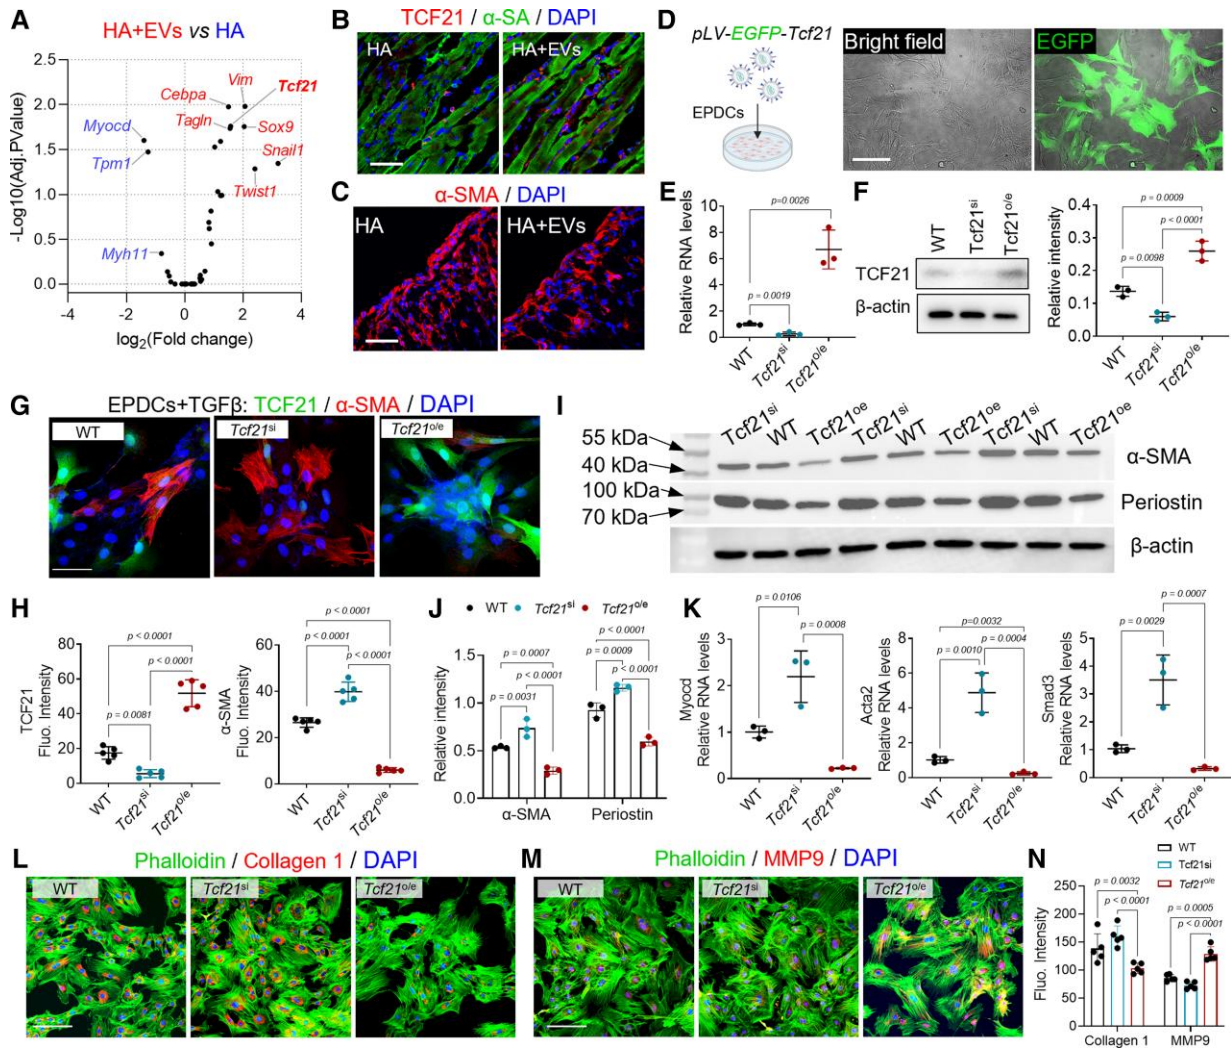 A
HA+EVs vs HA
2.5
2.0
1.5
1.0
0.5
0.0
-4
-2
0
2
4
-Log10(Adj.PValue)
log2(Fold change)
Vim
Tcf21
Cebpa
Tagln
Sox9
Snail1
Twist1
Myocd
Tpm1
Myh11
B
TCF21 / α-SA / DAPI
HA
HA+EVs
C
α-SMA / DAPI
HA
HA+EVs
D
pLV-EGFP-Tcf21
EPDCs
Bright field
EGFP
E
Relative RNA levels
10
8
6
4
2
0
p=0.0026
p = 0.0019
WT
Tcf21si
Tcf21o/e
F
WT
Tcf21si
Tcf21o/e
TCF21
β-actin
Relative intensity
0.4
0.3
0.2
0.1
0.0
p = 0.0009
p < 0.0001
p = 0.0098
WT
Tcf21si
Tcf21o/e
G
EPDCs+TGFβ: TCF21 / α-SMA / DAPI
WT
Tcf21si
Tcf21o/e
H
TCF21
Fluo. Intensity
80
60
40
20
0
p < 0.0001
p < 0.0001
p = 0.0081
WT
Tcf21si
Tcf21o/e
α-SMA
Fluo. Intensity
60
40
20
0
p < 0.0001
p < 0.0001
p < 0.0001
WT
Tcf21si
Tcf21o/e
I
Tcf21si
WT
Tcf21oe
Tcf21si
WT
Tcf21oe
Tcf21si
WT
Tcf21oe
55 kDa
40 kDa
100 kDa
70 kDa
α-SMA
Periostin
β-actin
J
WT
Tcf21si
Tcf21o/e
Relative intensity
1.5
1.0
0.5
0.0
p = 0.0007
p < 0.0001
p = 0.0031
p < 0.0001
p = 0.0009
p < 0.0001
α-SMA
Periostin
K
Myocd
Relative RNA levels
4
3
2
1
0
p = 0.0106
p = 0.0008
WT
Tcf21si
Tcf21o/e
Acta2
Relative RNA levels
8
6
4
2
0
p=0.0032
p = 0.0004
p = 0.0010
WT
Tcf21si
Tcf21o/e
Smad3
Relative RNA levels
5
4
3
2
1
0
p = 0.0007
p = 0.0029
WT
Tcf21si
Tcf21o/e
L
Phalloidin / Collagen 1 / DAPI
WT
Tcf21si
Tcf21o/e
M
Phalloidin / MMP9 / DAPI
WT
Tcf21si
Tcf21o/e
N
WT
Tcf21si
Tcf21o/e
Fluo. Intensity
250
200
150
100
50
0
p = 0.0032
p < 0.0001
p = 0.0005
p < 0.0001
Collagen 1
MMP9